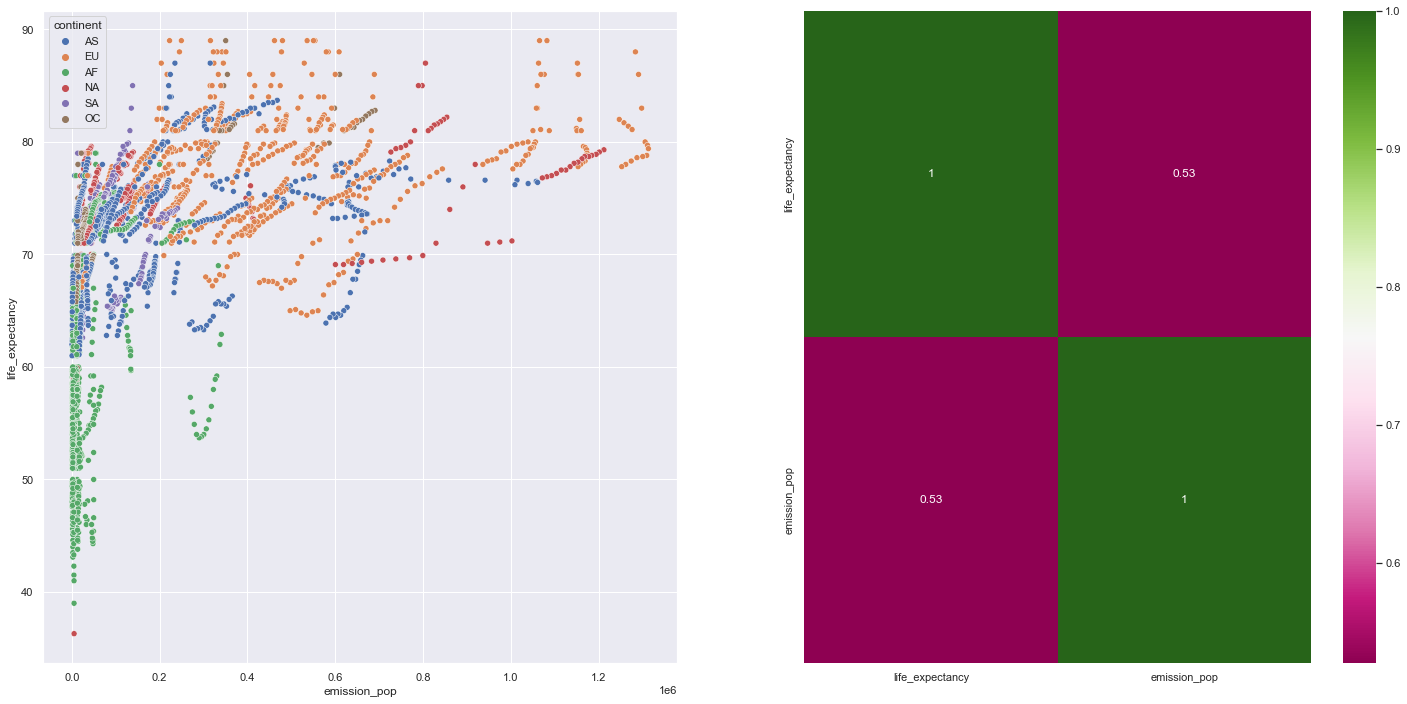 continent
AS
EU
AF
NA
SA
OC
90
80
70
60
50
40
life_expectancy
0.0
0.2
0.4
0.6
0.8
1.0
1.2
1e6
emission_pop
life_expectancy
emission_pop
1
0.53
0.53
1
life_expectancy
emission_pop
1.0
0.9
0.8
0.7
0.6